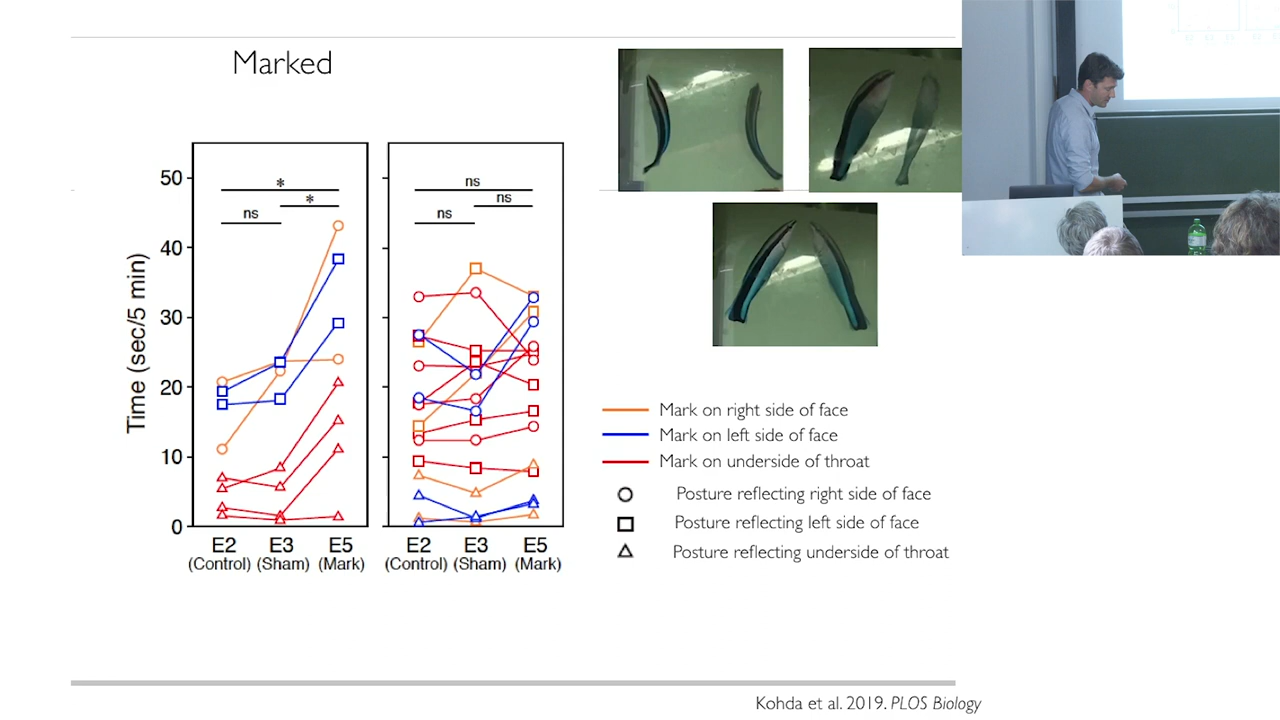 Marked
50
40
30
20
10
0
Time (sec/5 min)
*
*
ns
ns
ns
ns
E2 E3 E5
(Control) (Sham) (Mark)
E2 E3 E5
(Control) (Sham) (Mark)
Mark on right side of face
Mark on left side of face
Mark on underside of throat
Posture reflecting right side of face
Posture reflecting left side of face
Posture reflecting underside of throat
Kohda et al. 2019. PLOS Biology